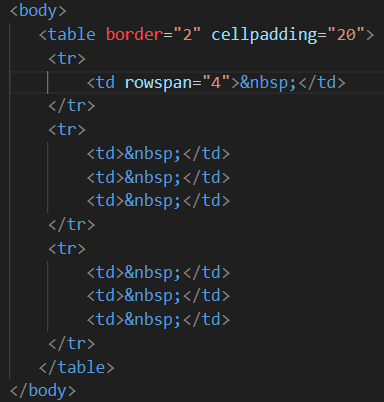 <body>
<table border="2" cellpadding="20">
<tr>
<td rowspan="4">&nbsp;</td>
</tr>
<tr>
<td>&nbsp;</td>
<td>&nbsp;</td>
<td>&nbsp;</td>
</tr>
<tr>
<td>&nbsp;</td>
<td>&nbsp;</td>
<td>&nbsp;</td>
</tr>
</table>
</body>